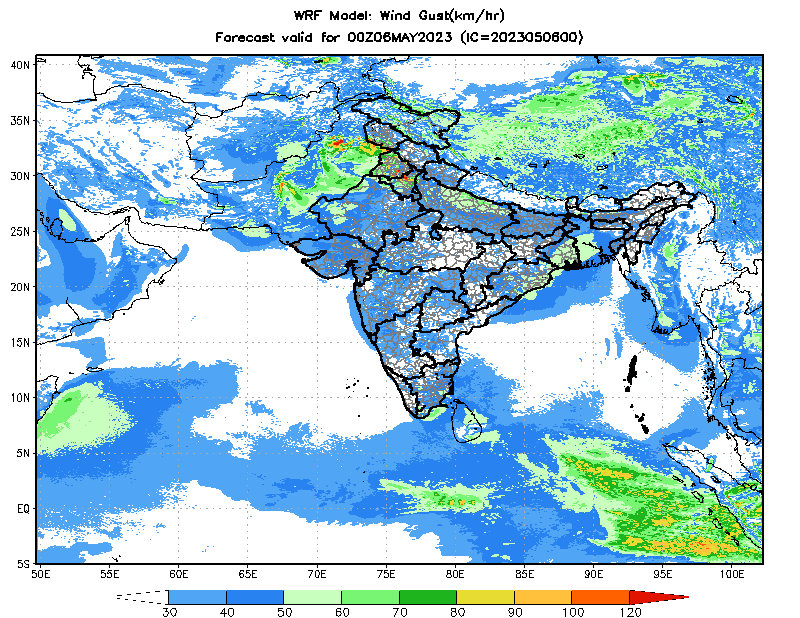 WRF Model: Wind Gust(km/hr)
Forecast valid for 00Z06MAY2023 (IC=2023050600)
40N
35N
30N
25N
20N
15N
10N
5N
EQ
5S
50E 55E 60E 65E 70E 75E 80E 85E 90E 95E 100E
30 40 50 60 70 80 90 100 120